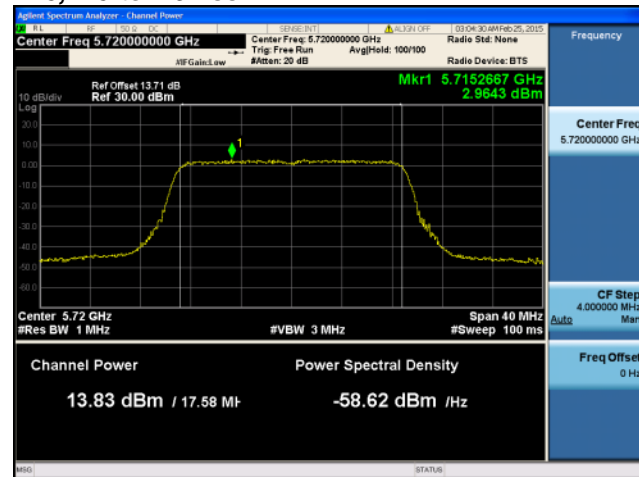 Agilent Spectrum Analyzer - Channel Power
RL RF 50 Ω DC SENSE:INT ALIGN OFF 03:04:30 AM Feb 25, 2015
Center Freq 5.720000000 GHz
Center Freq: 5.720000000 GHz Radio Std: None
Trig: Free Run Avg|Hold: 100/100
#IFGain:Low #Atten: 20 dB Radio Device: BTS
Frequency
Ref Offset 13.71 dB Mkr1 5.7152667 GHz
10 dB/div Ref 30.00 dBm 2.9643 dBm
Log
20.0
10.0
0.00
-10.0
-20.0
-30.0
-40.0
-50.0
-60.0
1
Center Freq
5.720000000 GHz
Center 5.72 GHz Span 40 MHz
#Res BW 1 MHz #VBW 3 MHz #Sweep 100 ms
CF Step
4.000000 MHz
Auto Man
Channel Power Power Spectral Density
13.83 dBm / 17.58 MH -58.62 dBm /Hz
Freq Offset
0 Hz
MSG STATUS